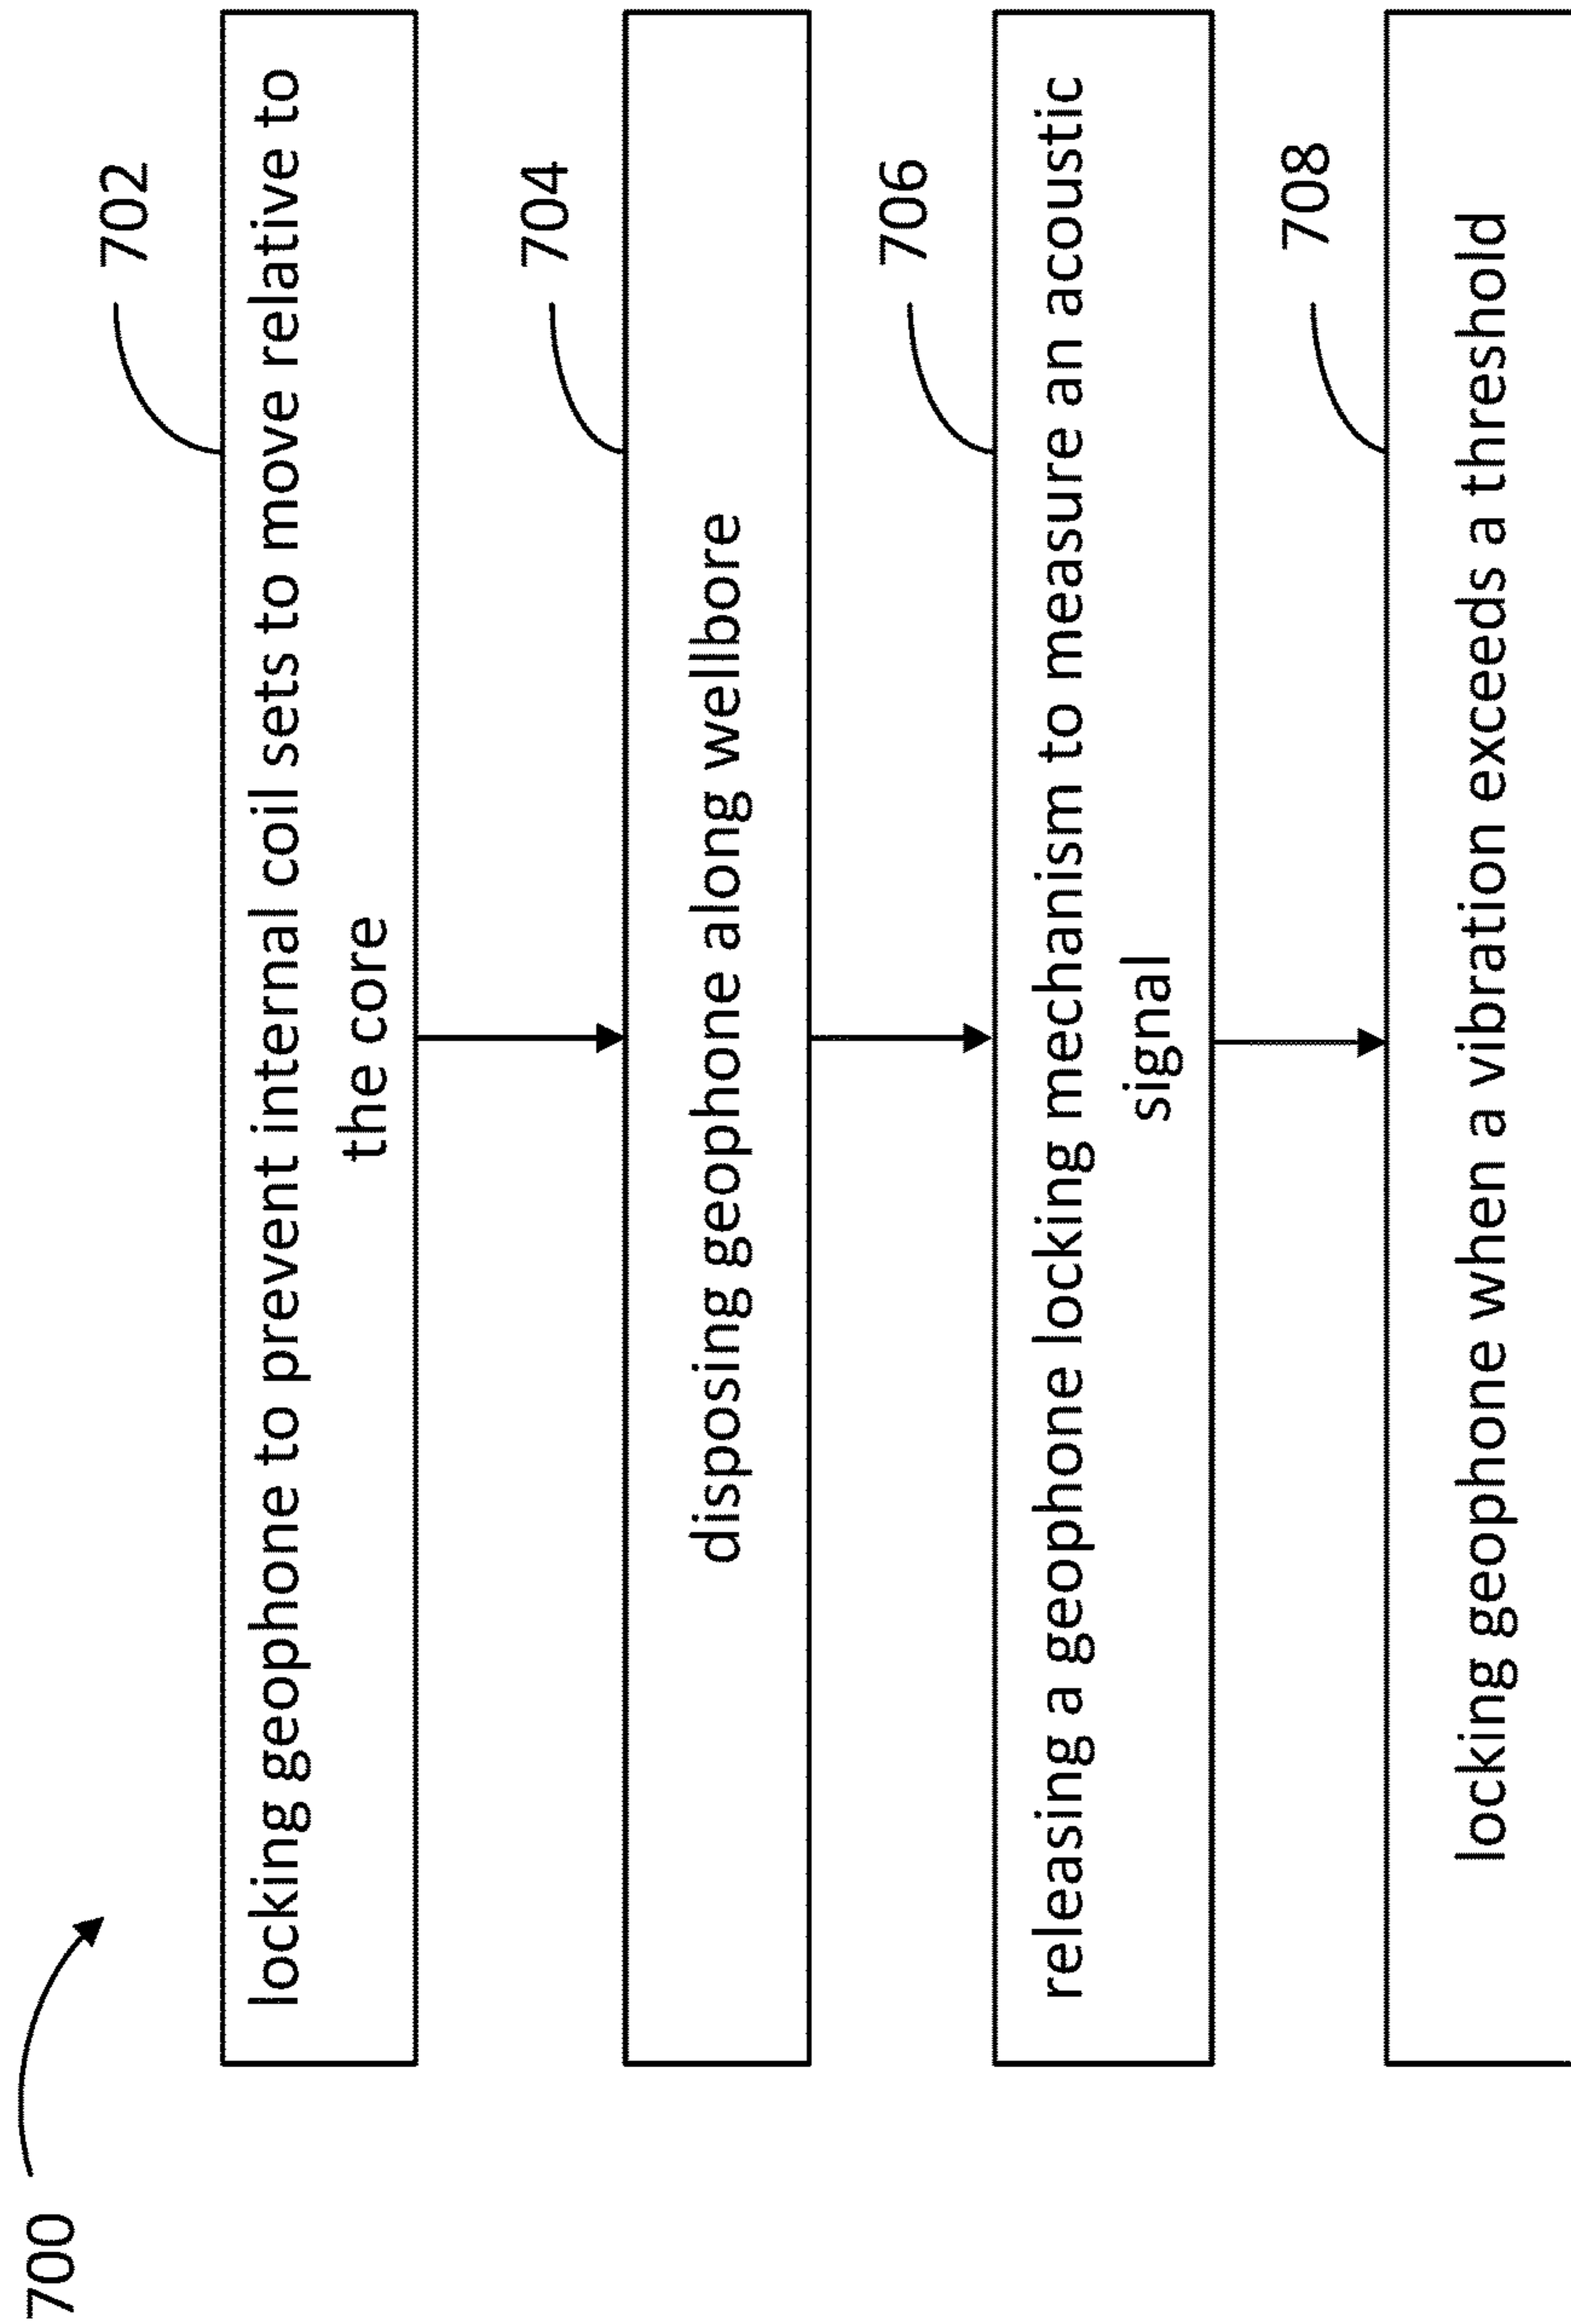 700
702
locking geophone to prevent internal coil sets to move relative to
the core
704
disposing geophone along wellbore
706
releasing a geophone locking mechanism to measure an acoustic
signal
708
locking geophone when a vibration exceeds a threshold